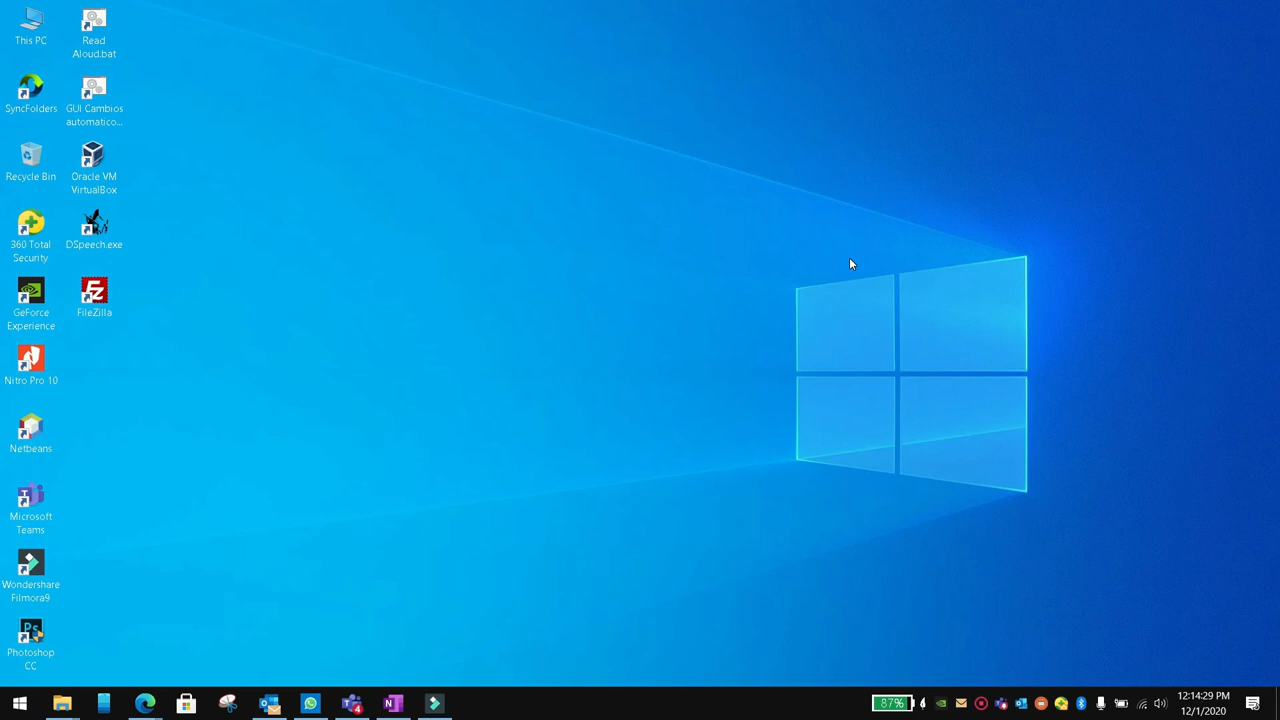 This PC
Read
Aloud.bat
SyncFolders
GUI Cambios
automatico...
Recycle Bin
Oracle VM
VirtualBox
360 Total
Security
DSpeech.exe
GeForce
Experience
FileZilla
Nitro Pro 10
Netbeans
Microsoft
Teams
Wondershare
Filmora9
Ps
Photoshop
CC
4
N
87%
12:14:29 PM
12/1/2020